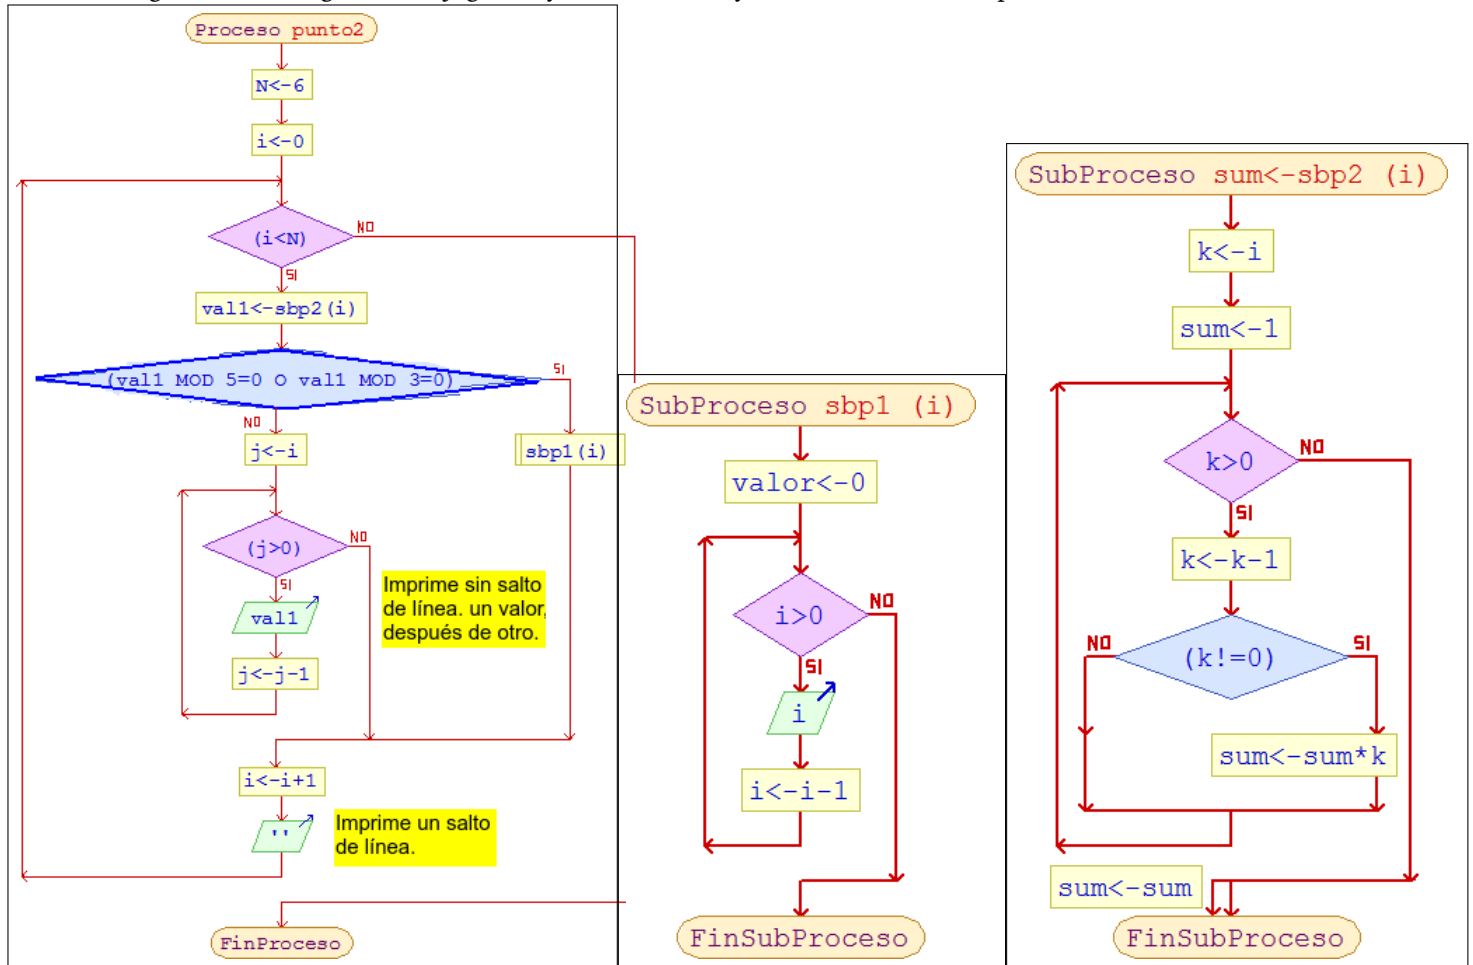 Proceso punto2
N<-6
i<-0
(i<N)
NO
SI
val1<-sbp2(i)
(val1 MOD 5=0 O val1 MOD 3=0)
SI
NO
j<-i
sbp1(i)
(j>0)
NO
SI
val1
Imprime sin salto
de línea. un valor,
después de otro.
j<-j-1
i<-i+1
''
Imprime un salto
de línea.
FinProceso
SubProceso sbp1 (i)
valor<-0
i>0
NO
SI
i
i<-i-1
FinSubProceso
SubProceso sum<-sbp2 (i)
k<-i
sum<-1
k>0
NO
SI
k<-k-1
NO
(k!=0)
SI
sum<-sum*k
sum<-sum
FinSubProceso